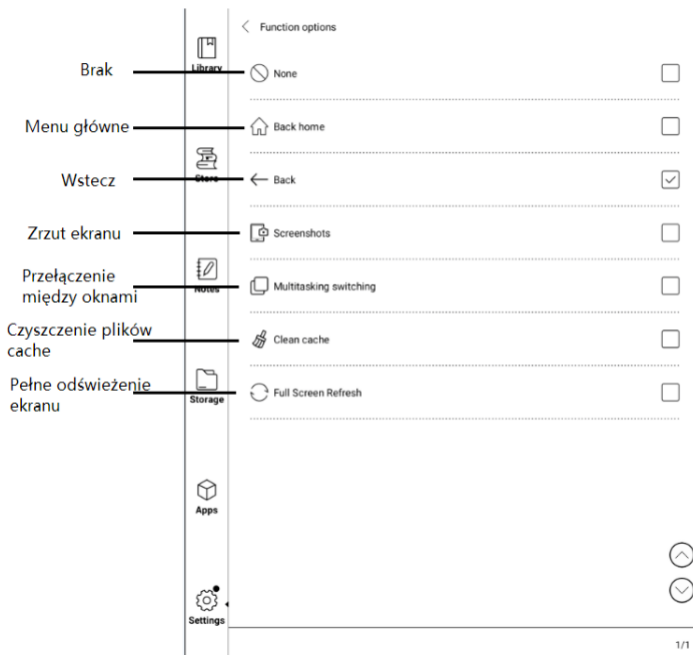 Function options
Library
Brak
None
Menu główne
Back home
Store
Wstecz
Back
Zrzut ekranu
Screenshots
Notes
Przełączenie
między oknami
Multitasking switching
Czyszczenie plików
cache
Clean cache
Pełne odświeżenie
ekranu
Storage
Full Screen Refresh
Apps
Settings
1/1